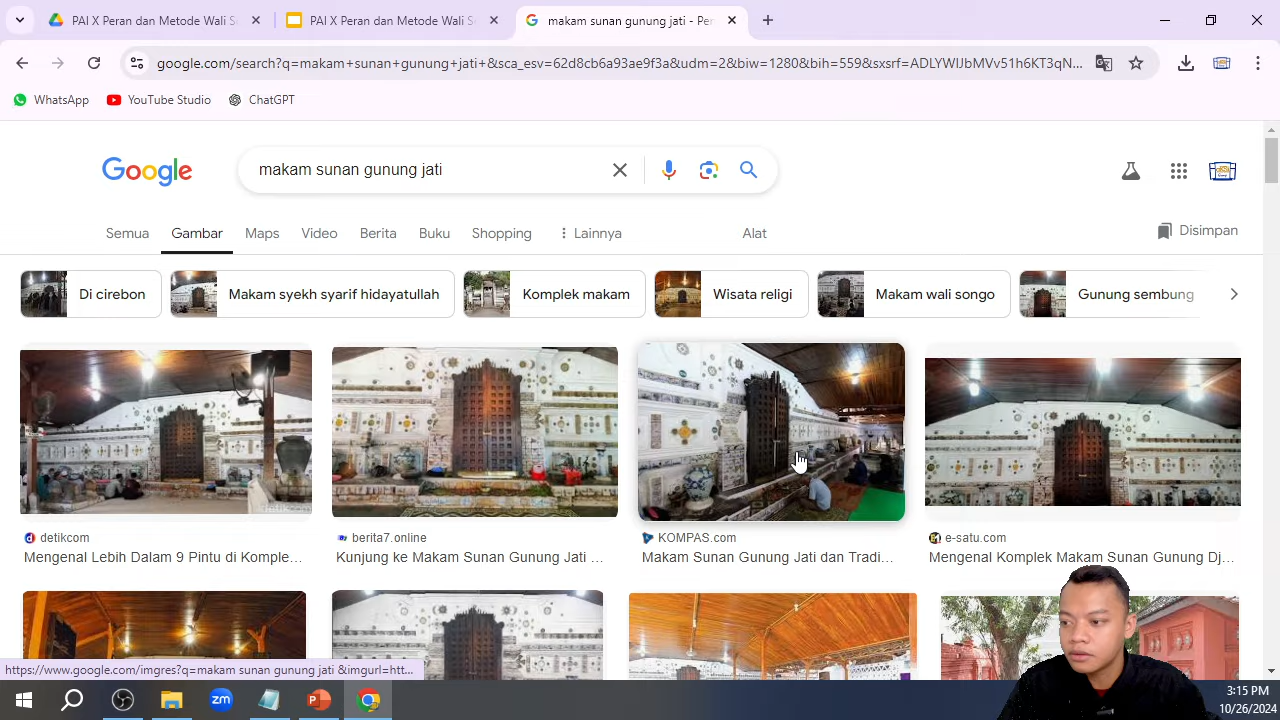 PAI X Peran dan Metode Wali S
PAI X Peran dan Metode Wali S
makam sunan gunung jati - Per
google.com/search?q=makam+sunan+gunung+jati+&sca_esv=62d8cb6a93ae9f3a&udm=2&biw=1280&bih=559&sxsrf=ADLYWIJbMVv51h6KT3qN...
WhatsApp
YouTube Studio
ChatGPT
Google
makam sunan gunung jati
Semua
Gambar
Maps
Video
Berita
Buku
Shopping
Lainnya
Alat
Disimpan
Di cirebon
Makam syekh syarif hidayatullah
Komplek makam
Wisata religi
Makam wali songo
Gunung sembung
detikcom
Mengenal Lebih Dalam 9 Pintu di Komple...
berita7.online
Kunjung ke Makam Sunan Gunung Jati ...
KOMPAS.com
Makam Sunan Gunung Jati dan Tradi...
e-satu.com
Mengenal Komplek Makam Sunan Gunung Dj...
https://www.google.com/imgres?q=makam sunan gunung jati &imgurl=htt...
zm
3:15 PM
10/26/2024